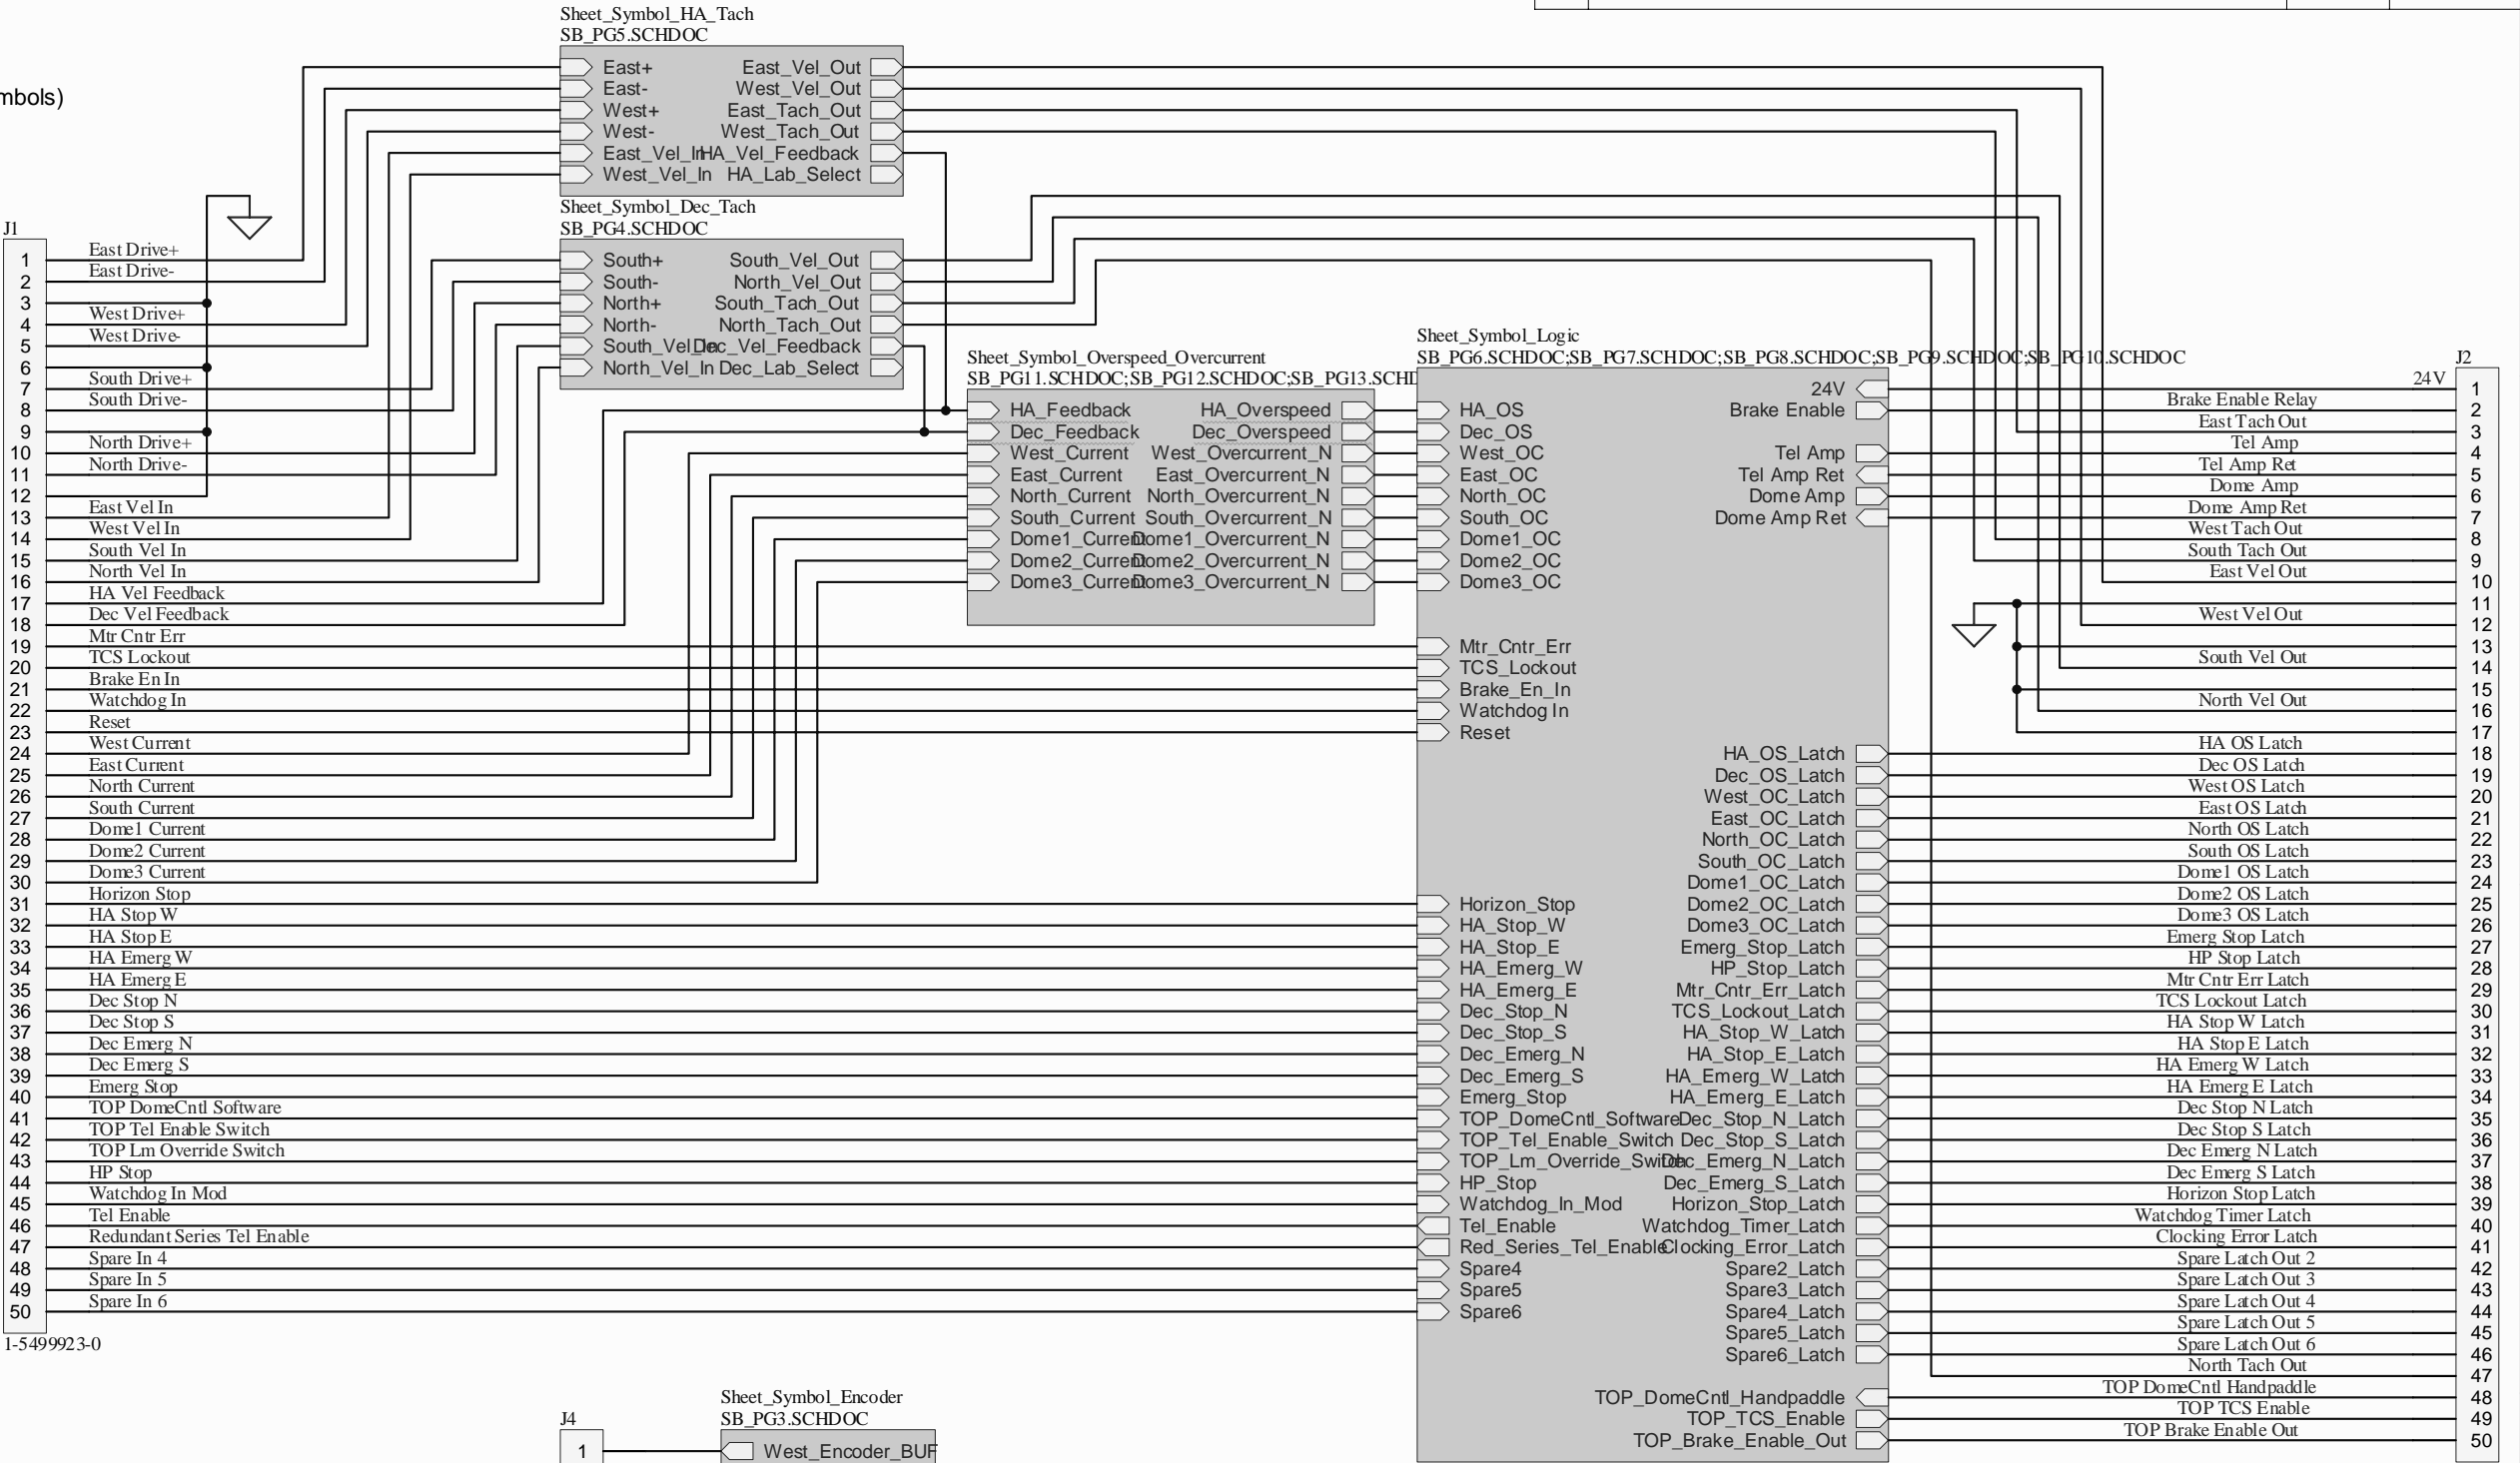 mbols)
Sheet_Symbol_HA_Tach
SB_PG5.SCHDOC
East+ East_Vel_Out
East- West_Vel_Out
West+ East_Tach_Out
West- West_Tach_Out
East_Vel_In HA_Vel_Feedback
West_Vel_In HA_Lab_Select
Sheet_Symbol_Dec_Tach
SB_PG4.SCHDOC
South+ South_Vel_Out
South- North_Vel_Out
North+ South_Tach_Out
North- North_Tach_Out
South_Vel_In Dec_Vel_Feedback
North_Vel_In Dec_Lab_Select
J1
1 East Drive+
2 East Drive-
3
4 West Drive+
5 West Drive-
6
7 South Drive+
8 South Drive-
9
10 North Drive+
11 North Drive-
12
13 East Vel In
14 West Vel In
15 South Vel In
16 North Vel In
17 HA Vel Feedback
18 Dec Vel Feedback
19 Mtr Cntr Err
20 TCS Lockout
21 Brake En In
22 Watchdog In
23 Reset
24 West Current
25 East Current
26 North Current
27 South Current
28 Dome1 Current
29 Dome2 Current
30 Dome3 Current
31 Horizon Stop
32 HA Stop W
33 HA Stop E
34 HA Emerg W
35 HA Emerg E
36 Dec Stop N
37 Dec Stop S
38 Dec Emerg N
39 Dec Emerg S
40 Emerg Stop
41 TOP DomeCntl Software
42 TOP Tel Enable Switch
43 TOP Lm Override Switch
44 HP Stop
45 Watchdog In Mod
46 Tel Enable
47 Redundant Series Tel Enable
48 Spare In 4
49 Spare In 5
50 Spare In 6
1-5499923-0
Sheet_Symbol_Overspeed_Overcurrent
SB_PG11.SCHDOC;SB_PG12.SCHDOC;SB_PG13.SCHD
HA_Feedback HA_Overspeed
Dec_Feedback Dec_Overspeed
West_Current West_Overcurrent_N
East_Current East_Overcurrent_N
North_Current North_Overcurrent_N
South_Current South_Overcurrent_N
Dome1_Current Dome1_Overcurrent_N
Dome2_Current Dome2_Overcurrent_N
Dome3_Current Dome3_Overcurrent_N
Sheet_Symbol_Logic
SB_PG6.SCHDOC;SB_PG7.SCHDOC;SB_PG8.SCHDOC;SB_PG9.SCHDOC;SB_PG10.SCHDOC
24V
HA_OS Brake Enable
Dec_OS
West_OC Tel Amp
East_OC Tel Amp Ret
North_OC Dome Amp
South_OC Dome Amp Ret
Dome1_OC
Dome2_OC
Dome3_OC
Mtr_Cntr_Err
TCS_Lockout
Brake_En_In
Watchdog In
Reset
HA_OS_Latch
Dec_OS_Latch
West_OC_Latch
East_OC_Latch
North_OC_Latch
South_OC_Latch
Dome1_OC_Latch
Horizon_Stop Dome2_OC_Latch
HA_Stop_W Dome3_OC_Latch
HA_Stop_E Emerg_Stop_Latch
HA_Emerg_W HP_Stop_Latch
HA_Emerg_E Mtr_Cntr_Err_Latch
Dec_Stop_N TCS_Lockout_Latch
Dec_Stop_S HA_Stop_W_Latch
Dec_Emerg_N HA_Stop_E_Latch
Dec_Emerg_S HA_Emerg_W_Latch
Emerg_Stop HA_Emerg_E_Latch
TOP_DomeCntl_Software Dec_Stop_N_Latch
TOP_Tel_Enable_Switch Dec_Stop_S_Latch
TOP_Lm_Override_Switch Dec_Emerg_N_Latch
HP_Stop Dec_Emerg_S_Latch
Watchdog_In_Mod Horizon_Stop_Latch
Tel_Enable Watchdog_Timer_Latch
Red_Series_Tel_Enable Clocking_Error_Latch
Spare4 Spare2_Latch
Spare5 Spare3_Latch
Spare6 Spare4_Latch
Spare5_Latch
Spare6_Latch
TOP_DomeCntl_Handpaddle
TOP_TCS_Enable
TOP_Brake_Enable_Out
J2
24V 1
Brake Enable Relay 2
East Tach Out 3
Tel Amp 4
Tel Amp Ret 5
Dome Amp 6
Dome Amp Ret 7
West Tach Out 8
South Tach Out 9
East Vel Out 10
11
West Vel Out 12
13
South Vel Out 14
15
North Vel Out 16
17
HA OS Latch 18
Dec OS Latch 19
West OS Latch 20
East OS Latch 21
North OS Latch 22
South OS Latch 23
Dome1 OS Latch 24
Dome2 OS Latch 25
Dome3 OS Latch 26
Emerg Stop Latch 27
HP Stop Latch 28
Mtr Cntr Err Latch 29
TCS Lockout Latch 30
HA Stop W Latch 31
HA Stop E Latch 32
HA Emerg W Latch 33
HA Emerg E Latch 34
Dec Stop N Latch 35
Dec Stop S Latch 36
Dec Emerg N Latch 37
Dec Emerg S Latch 38
Horizon Stop Latch 39
Watchdog Timer Latch 40
Clocking Error Latch 41
Spare Latch Out 2 42
Spare Latch Out 3 43
Spare Latch Out 4 44
Spare Latch Out 5 45
Spare Latch Out 6 46
North Tach Out 47
TOP DomeCntl Handpaddle 48
TOP TCS Enable 49
TOP Brake Enable Out 50
J4
1
Sheet_Symbol_Encoder
SB_PG3.SCHDOC
West_Encoder_BUF